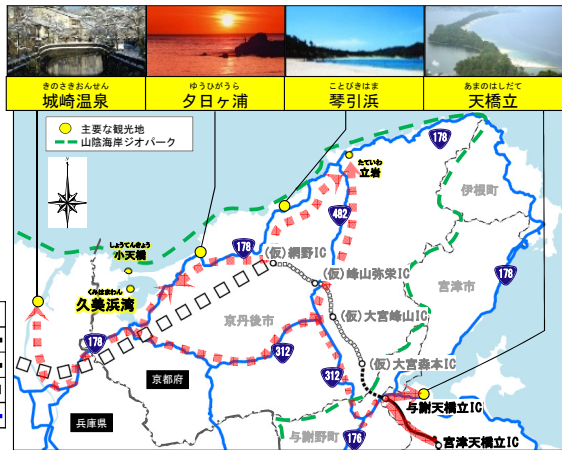 きのさきおんせん
城崎温泉
ゆうひがうら
夕日ヶ浦
ことびきはま
琴引浜
あまのはしだて
天橋立
主要な観光地
山陰海岸ジオパーク
178
たていわ
立岩
伊根町
482
しょうてんきょう
小天橋
178
(仮)網野IC
(仮)峰山弥栄IC
178
宮津市
くみはまわん
久美浜湾
京丹後市
(仮)大宮峰山IC
178
312
(仮)大宮森本IC
京都府
312
与謝天橋立IC
兵庫県
与謝野町
176
宮津天橋立IC